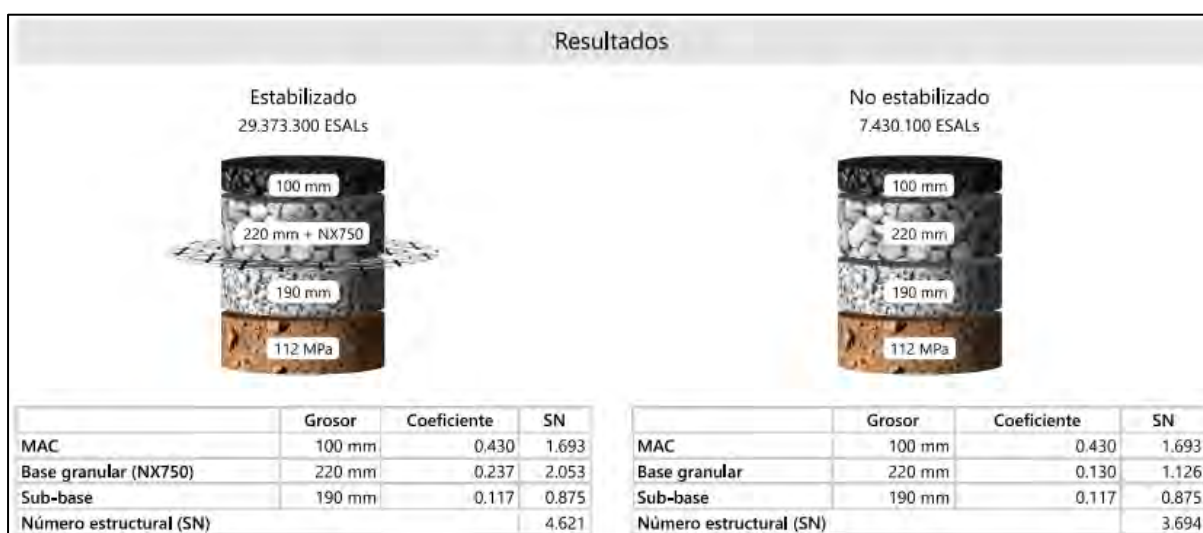 Resultados
Estabilizado
29.373.300 ESALs
100 mm
220 mm + NX750
190 mm
112 MPa
No estabilizado
7.430.100 ESALs
100 mm
220 mm
190 mm
112 MPa
Grosor Coeficiente SN
MAC 100 mm 0.430 1.693
Base granular (NX750) 220 mm 0.237 2.053
Sub-base 190 mm 0.117 0.875
Número estructural (SN) 4.621
Grosor Coeficiente SN
MAC 100 mm 0.430 1.693
Base granular 220 mm 0.130 1.126
Sub-base 190 mm 0.117 0.875
Número estructural (SN) 3.694